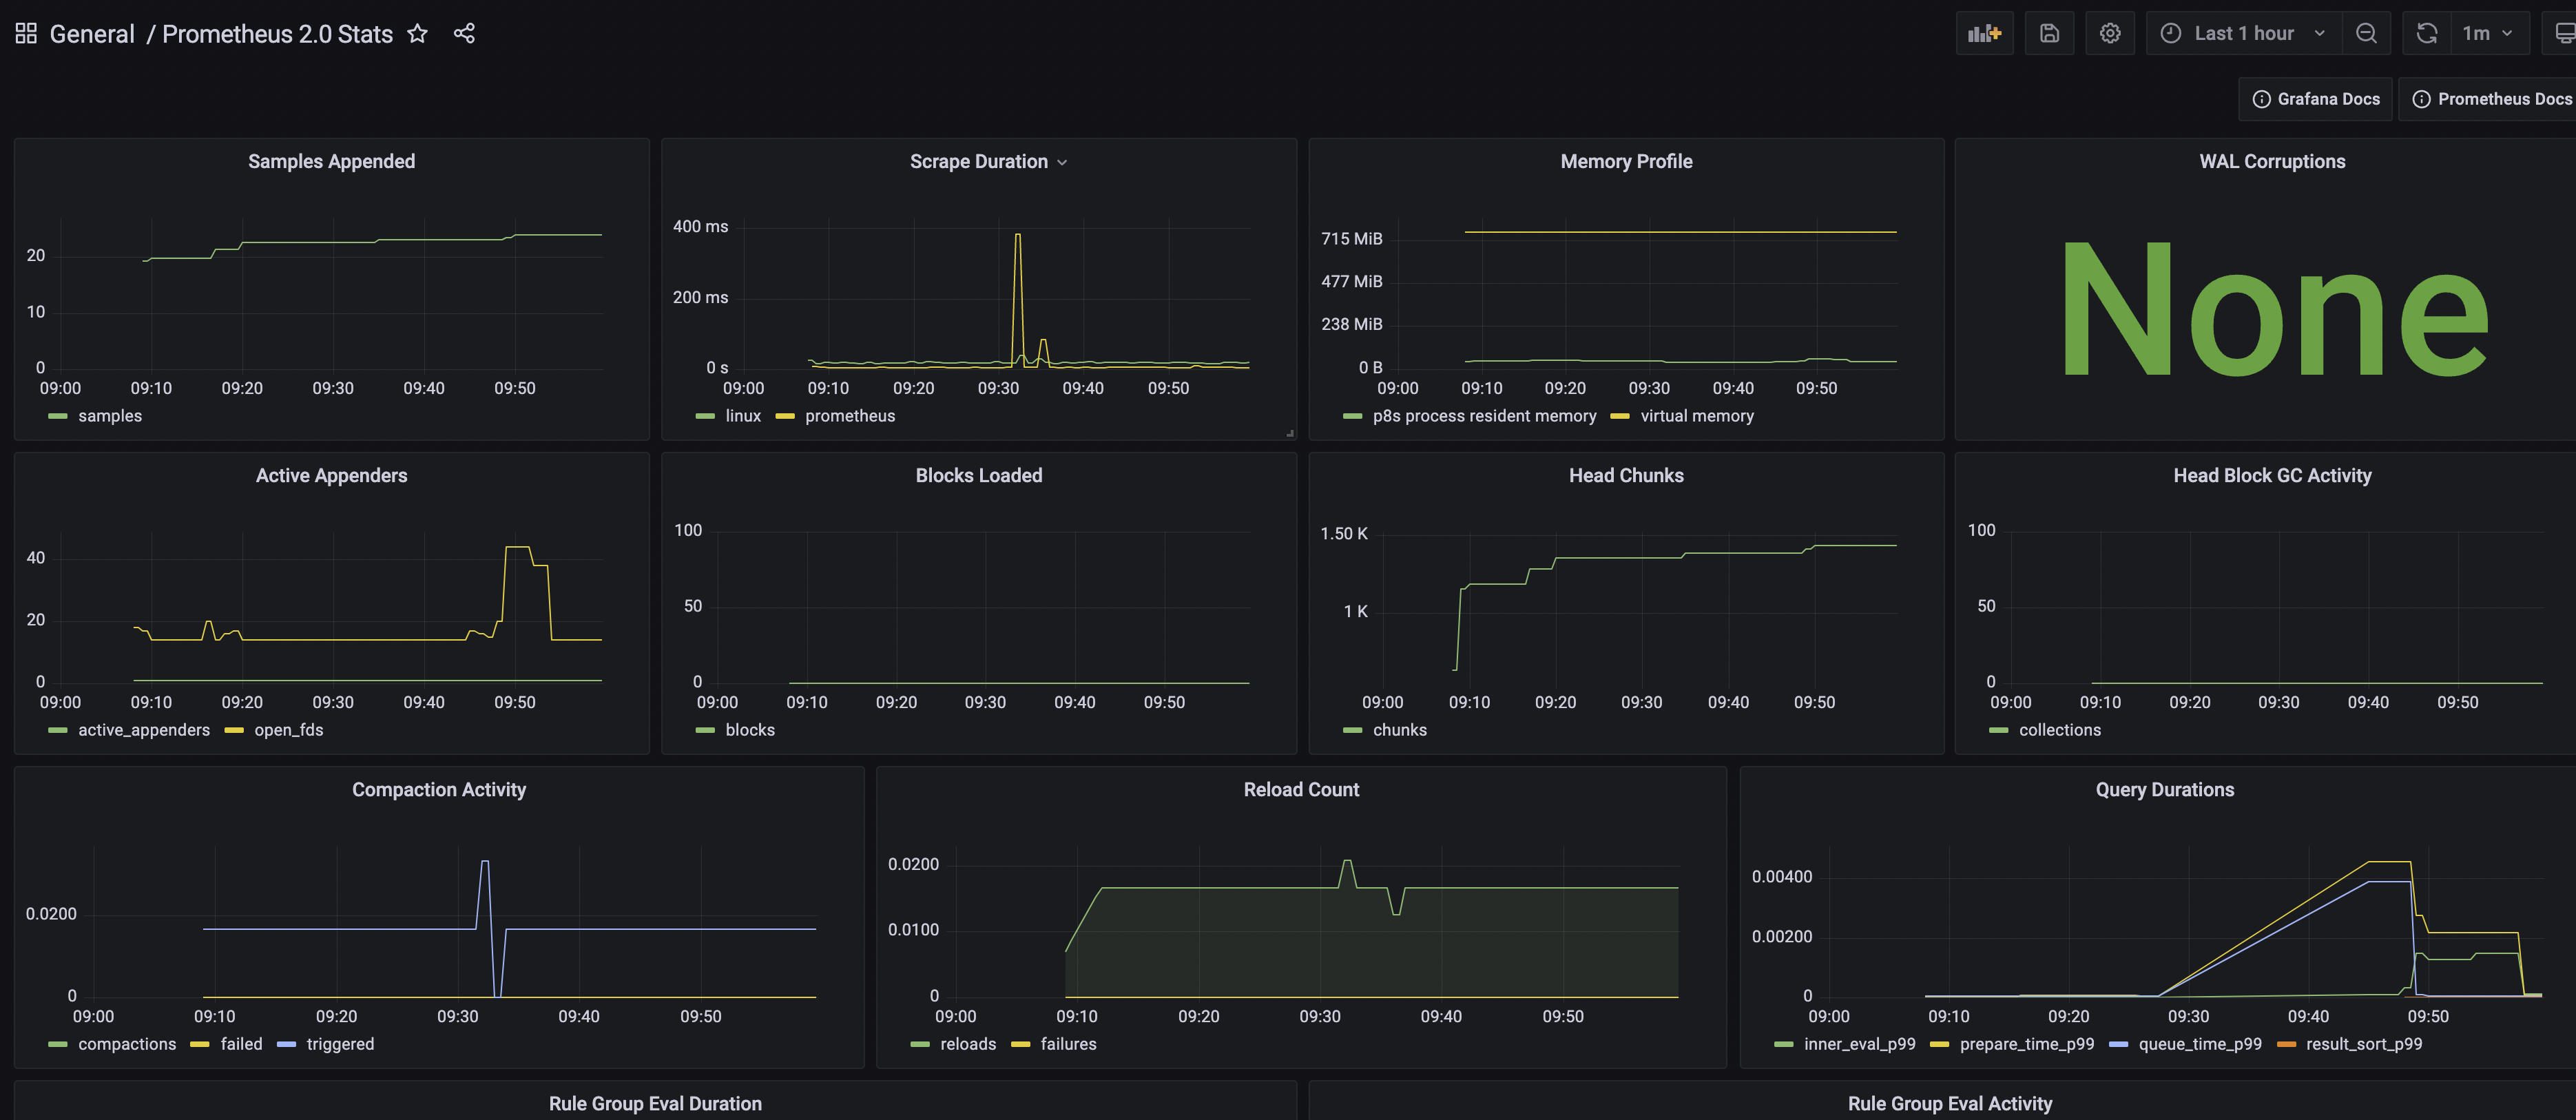 General / Prometheus 2.0 Stats
Last 1 hour
1m
Grafana Docs
Prometheus Docs
Samples Appended
20
10
0
09:00 09:10 09:20 09:30 09:40 09:50
samples
Scrape Duration
400 ms
200 ms
0 s
09:00 09:10 09:20 09:30 09:40 09:50
linux prometheus
Memory Profile
715 MiB
477 MiB
238 MiB
0 B
09:00 09:10 09:20 09:30 09:40 09:50
p8s process resident memory virtual memory
WAL Corruptions
None
Active Appenders
40
20
0
09:00 09:10 09:20 09:30 09:40 09:50
active_appenders open_fds
Blocks Loaded
100
50
0
09:00 09:10 09:20 09:30 09:40 09:50
blocks
Head Chunks
1.50 K
1 K
09:00 09:10 09:20 09:30 09:40 09:50
chunks
Head Block GC Activity
100
50
0
09:00 09:10 09:20 09:30 09:40 09:50
collections
Compaction Activity
0.0200
0
09:00 09:10 09:20 09:30 09:40 09:50
compactions failed triggered
Reload Count
0.0200
0.0100
0
09:00 09:10 09:20 09:30 09:40 09:50
reloads failures
Query Durations
0.00400
0.00200
0
09:00 09:10 09:20 09:30 09:40 09:50
inner_eval_p99 prepare_time_p99 queue_time_p99 result_sort_p99
Rule Group Eval Duration
Rule Group Eval Activity